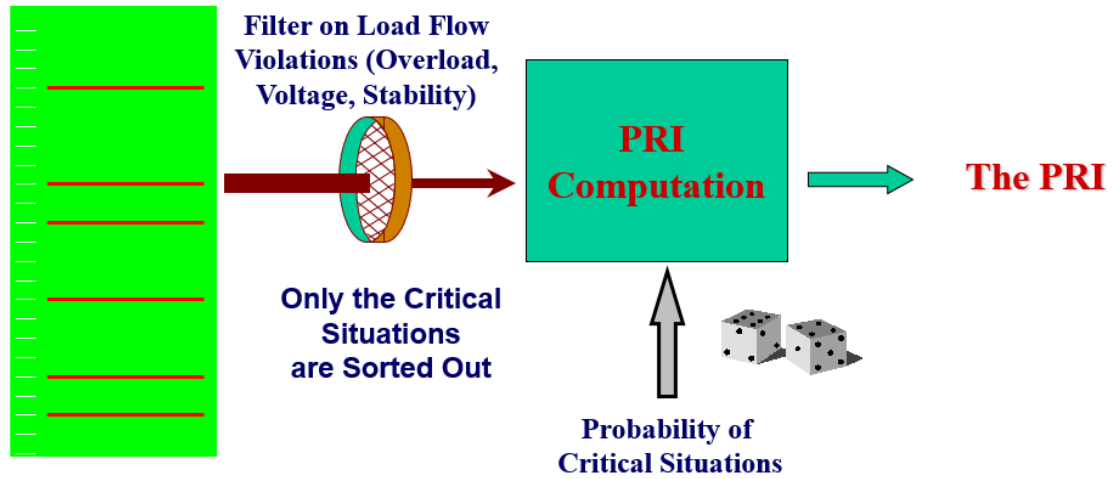 Filter on Load Flow
Violations (Overload,
Voltage, Stability)
PRI
Computation
The PRI
Only the Critical
Situations
are Sorted Out
Probability of
Critical Situations